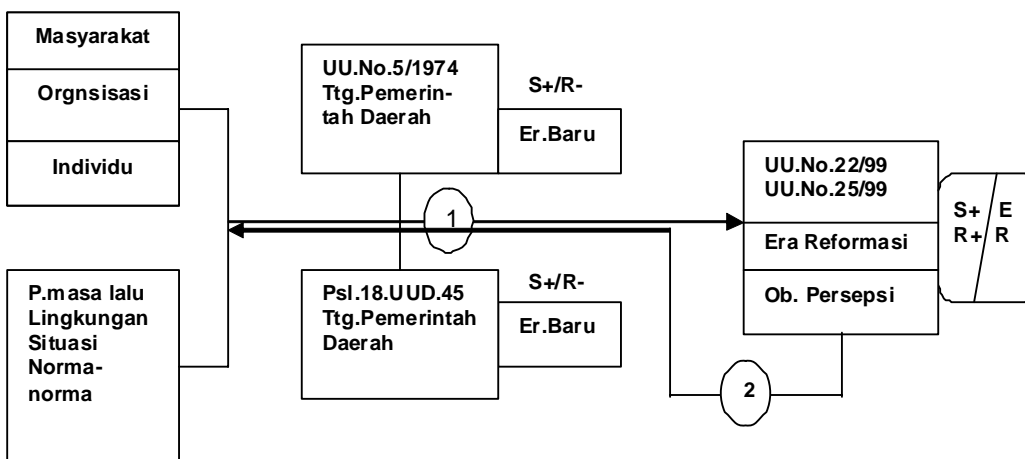 Masyarakat
Orgnsisasi
Individu
P.masa lalu
Lingkungan
Situasi
Norma-
norma
UU.No.5/1974
Ttg.Pemerin-
tah Daerah
S+/R-
Er.Baru
1
Psl.18.UUD.45
Ttg.Pemerintah
Daerah
S+/R-
Er.Baru
UU.No.22/99
UU.No.25/99
Era Reformasi
Ob. Persepsi
S+ E
R+ R
2